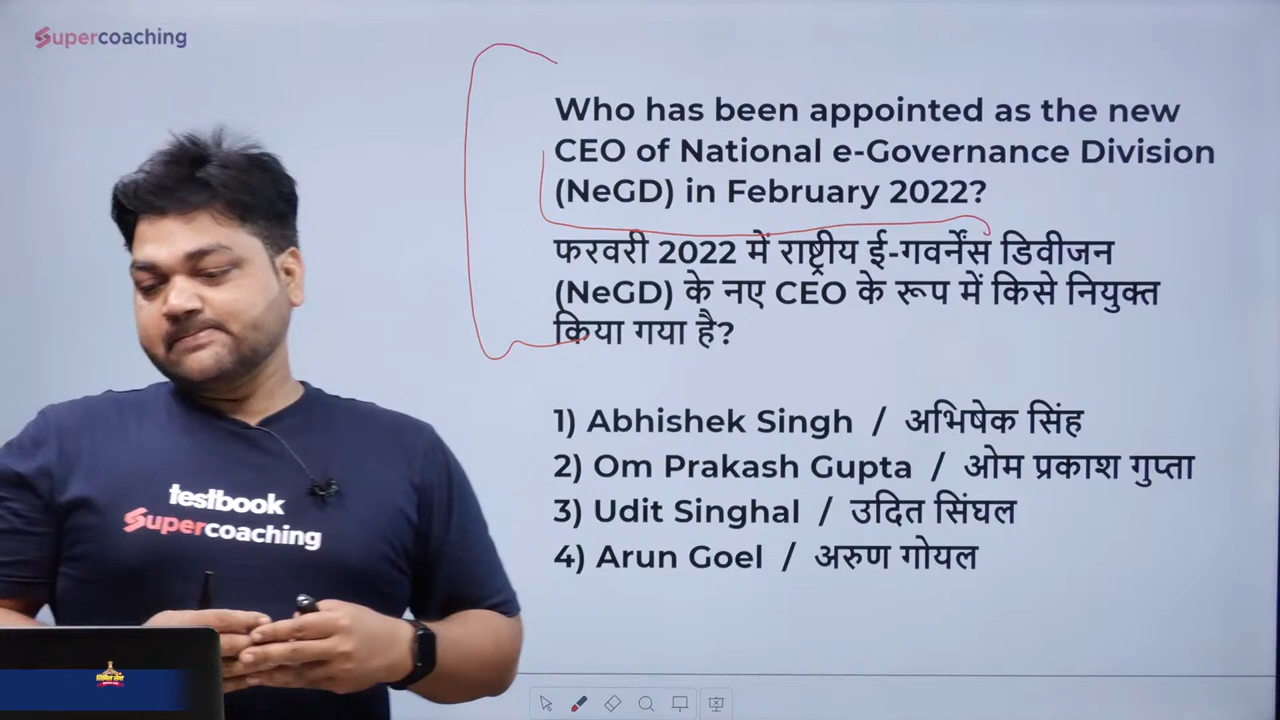 Supercoaching
Who has been appointed as the new
CEO of National e-Governance Division
(NeGD) in February 2022?
फरवरी 2022 में राष्ट्रीय ई-गवर्नेंस डिवीजन
(NeGD) के नए CEO के रूप में किसे नियुक्त
किया गया है?
1) Abhishek Singh / अभिषेक सिंह
2) Om Prakash Gupta / ओम प्रकाश गुप्ता
3) Udit Singhal / उदित सिंघल
4) Arun Goel / अरुण गोयल
testbook
Supercoaching